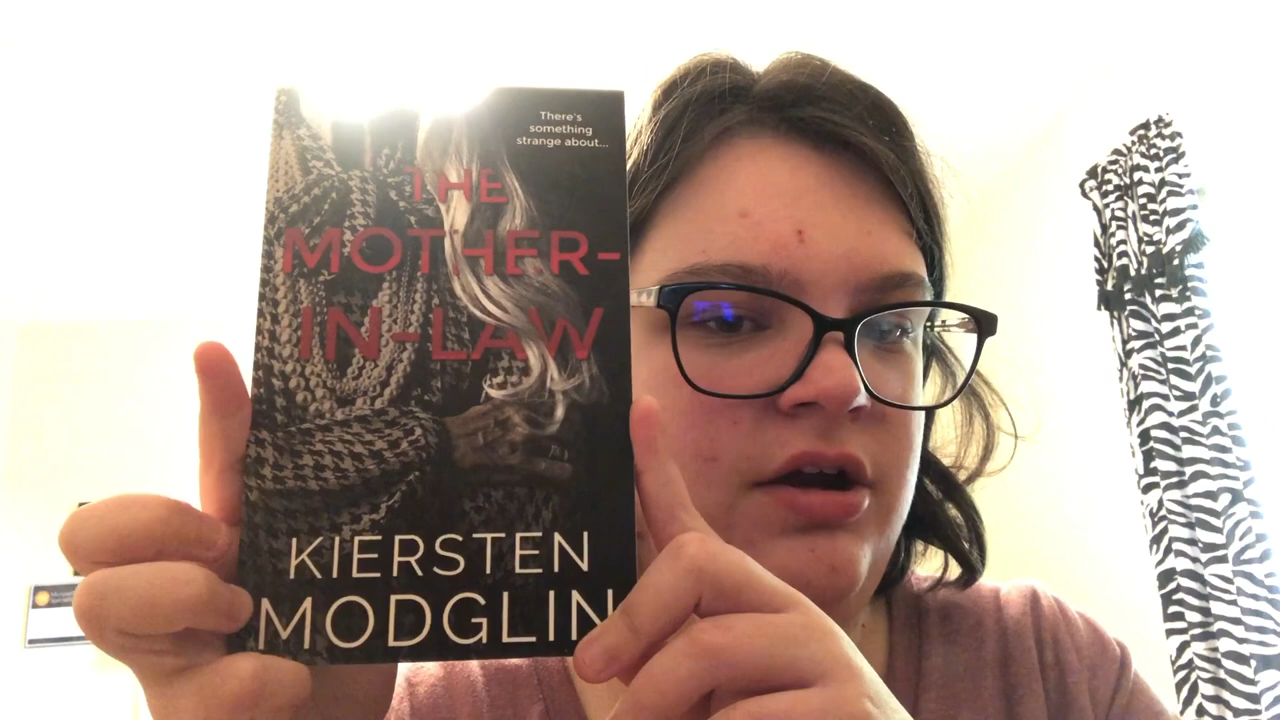 There's
something
strange about...
THE
MOTHER-
IN-LAW
KIERSTEN
MODGLIN